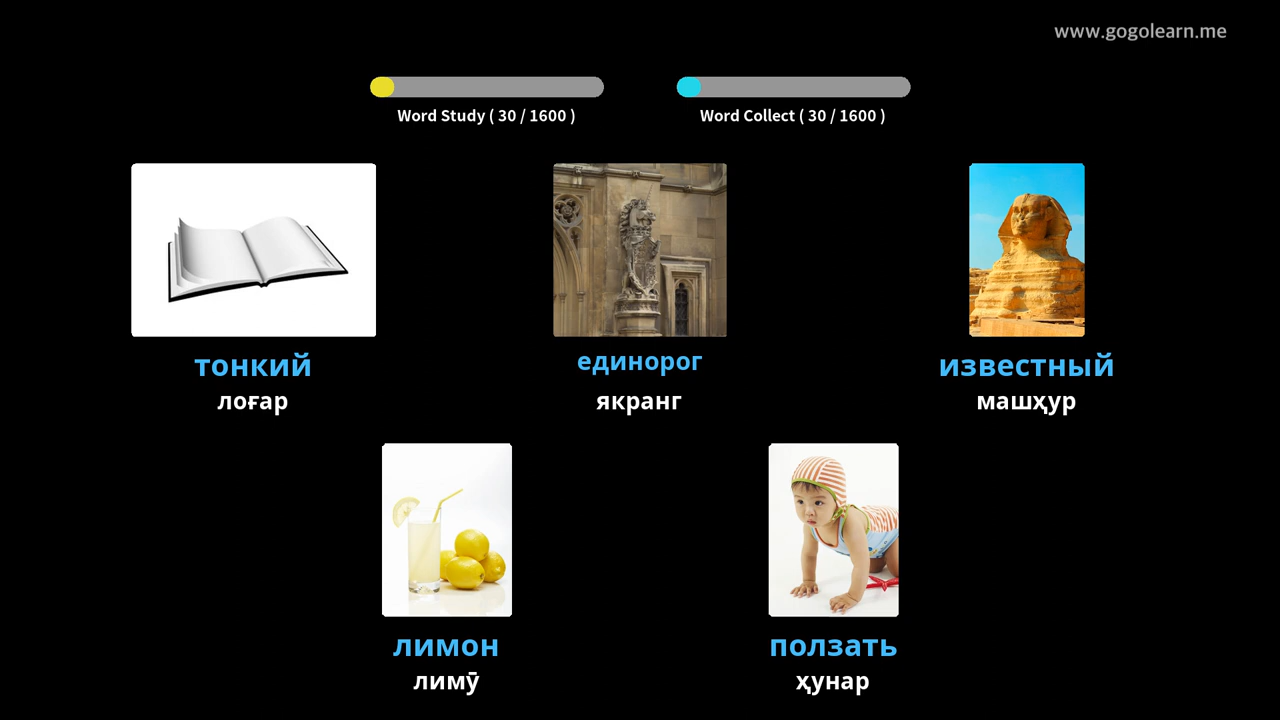 www.gogolearn.me
Word Study ( 30 / 1600 )
Word Collect ( 30 / 1600 )
тонкий
лоғар
единорог
якранг
известный
машҳур
лимон
лимӯ
ползать
ҳунар